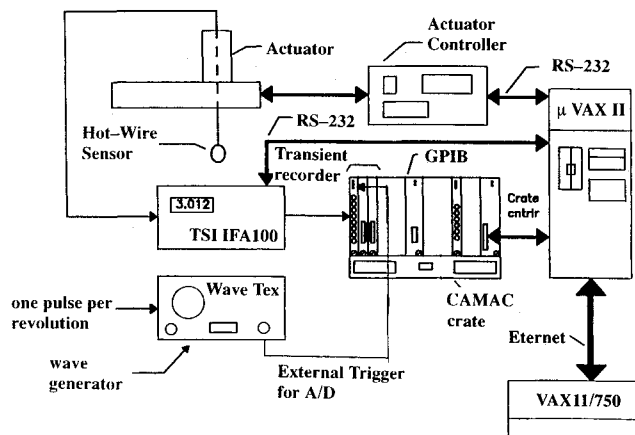 Actuator
Actuator
Controller
RS–232
μ VAX II
Hot–Wire
Sensor
RS–232
Transient
recorder
GPIB
3.012
TSI IFA100
Crate
cntrlr
Wave Tex
CAMAC
crate
one pulse per
revolution
wave
generator
External Trigger
for A/D
Eternet
VAX11/750